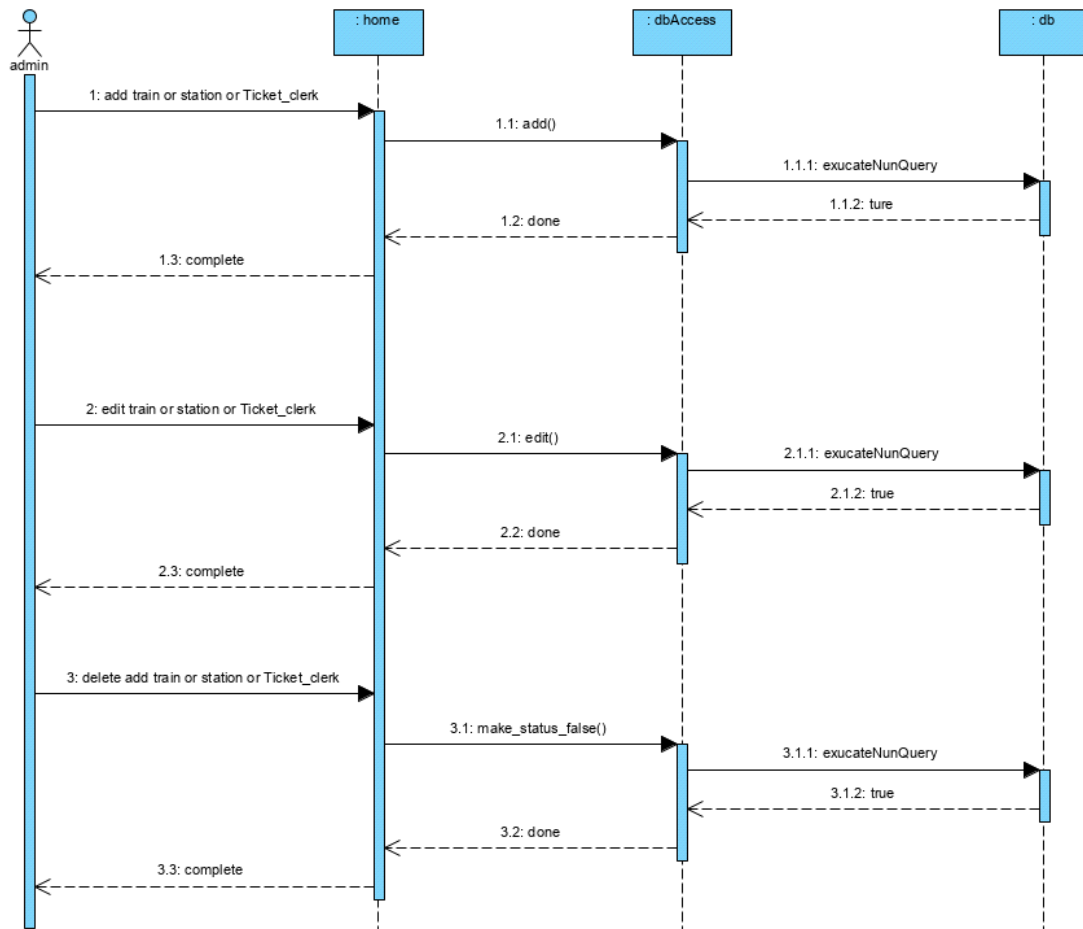 : home
: dbAccess
: db
admin
1: add train or station or Ticket_clerk
1.1: add()
1.1.1: exucateNunQuery
1.1.2: ture
1.2: done
1.3: complete
2: edit train or station or Ticket_clerk
2.1: edit()
2.1.1: exucateNunQuery
2.1.2: true
2.2: done
2.3: complete
3: delete add train or station or Ticket_clerk
3.1: make_status_false()
3.1.1: exucateNunQuery
3.1.2: true
3.2: done
3.3: complete